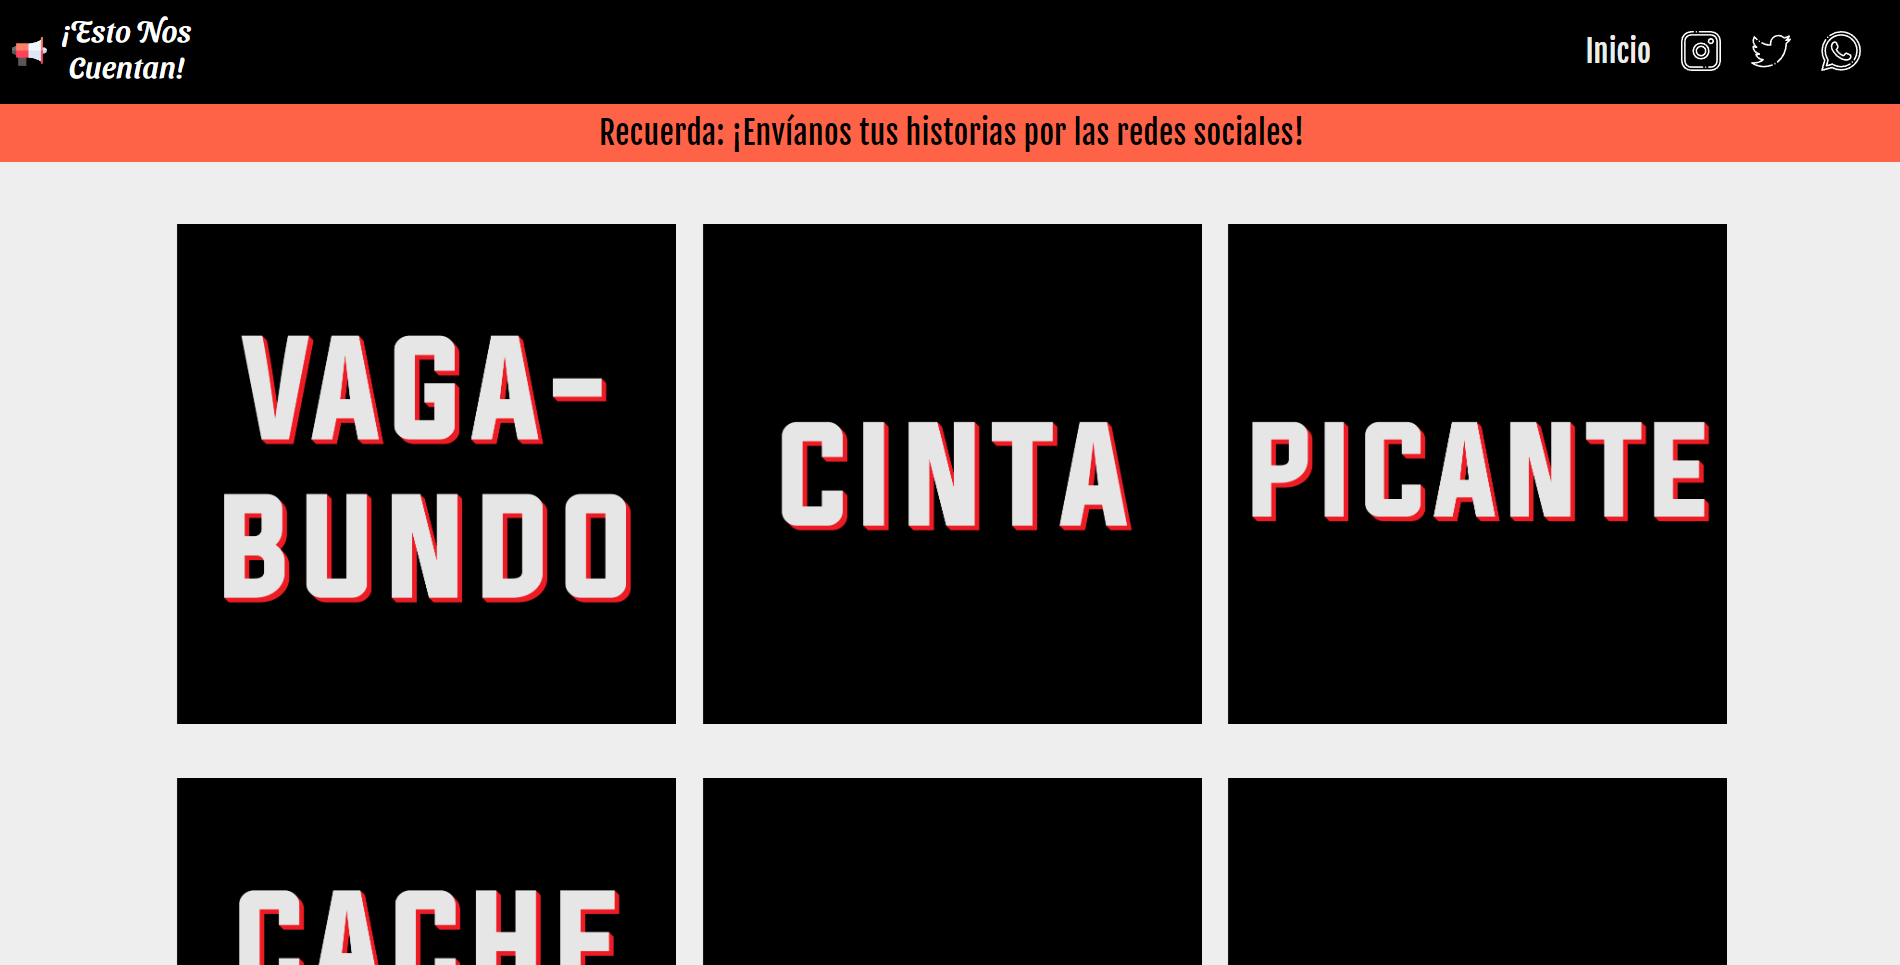 ¡Esto Nos
Cuentan!
Inicio
Recuerda: ¡Envíanos tus historias por las redes sociales!
VAGA-
BUNDO
CINTA
PICANTE
CACHE